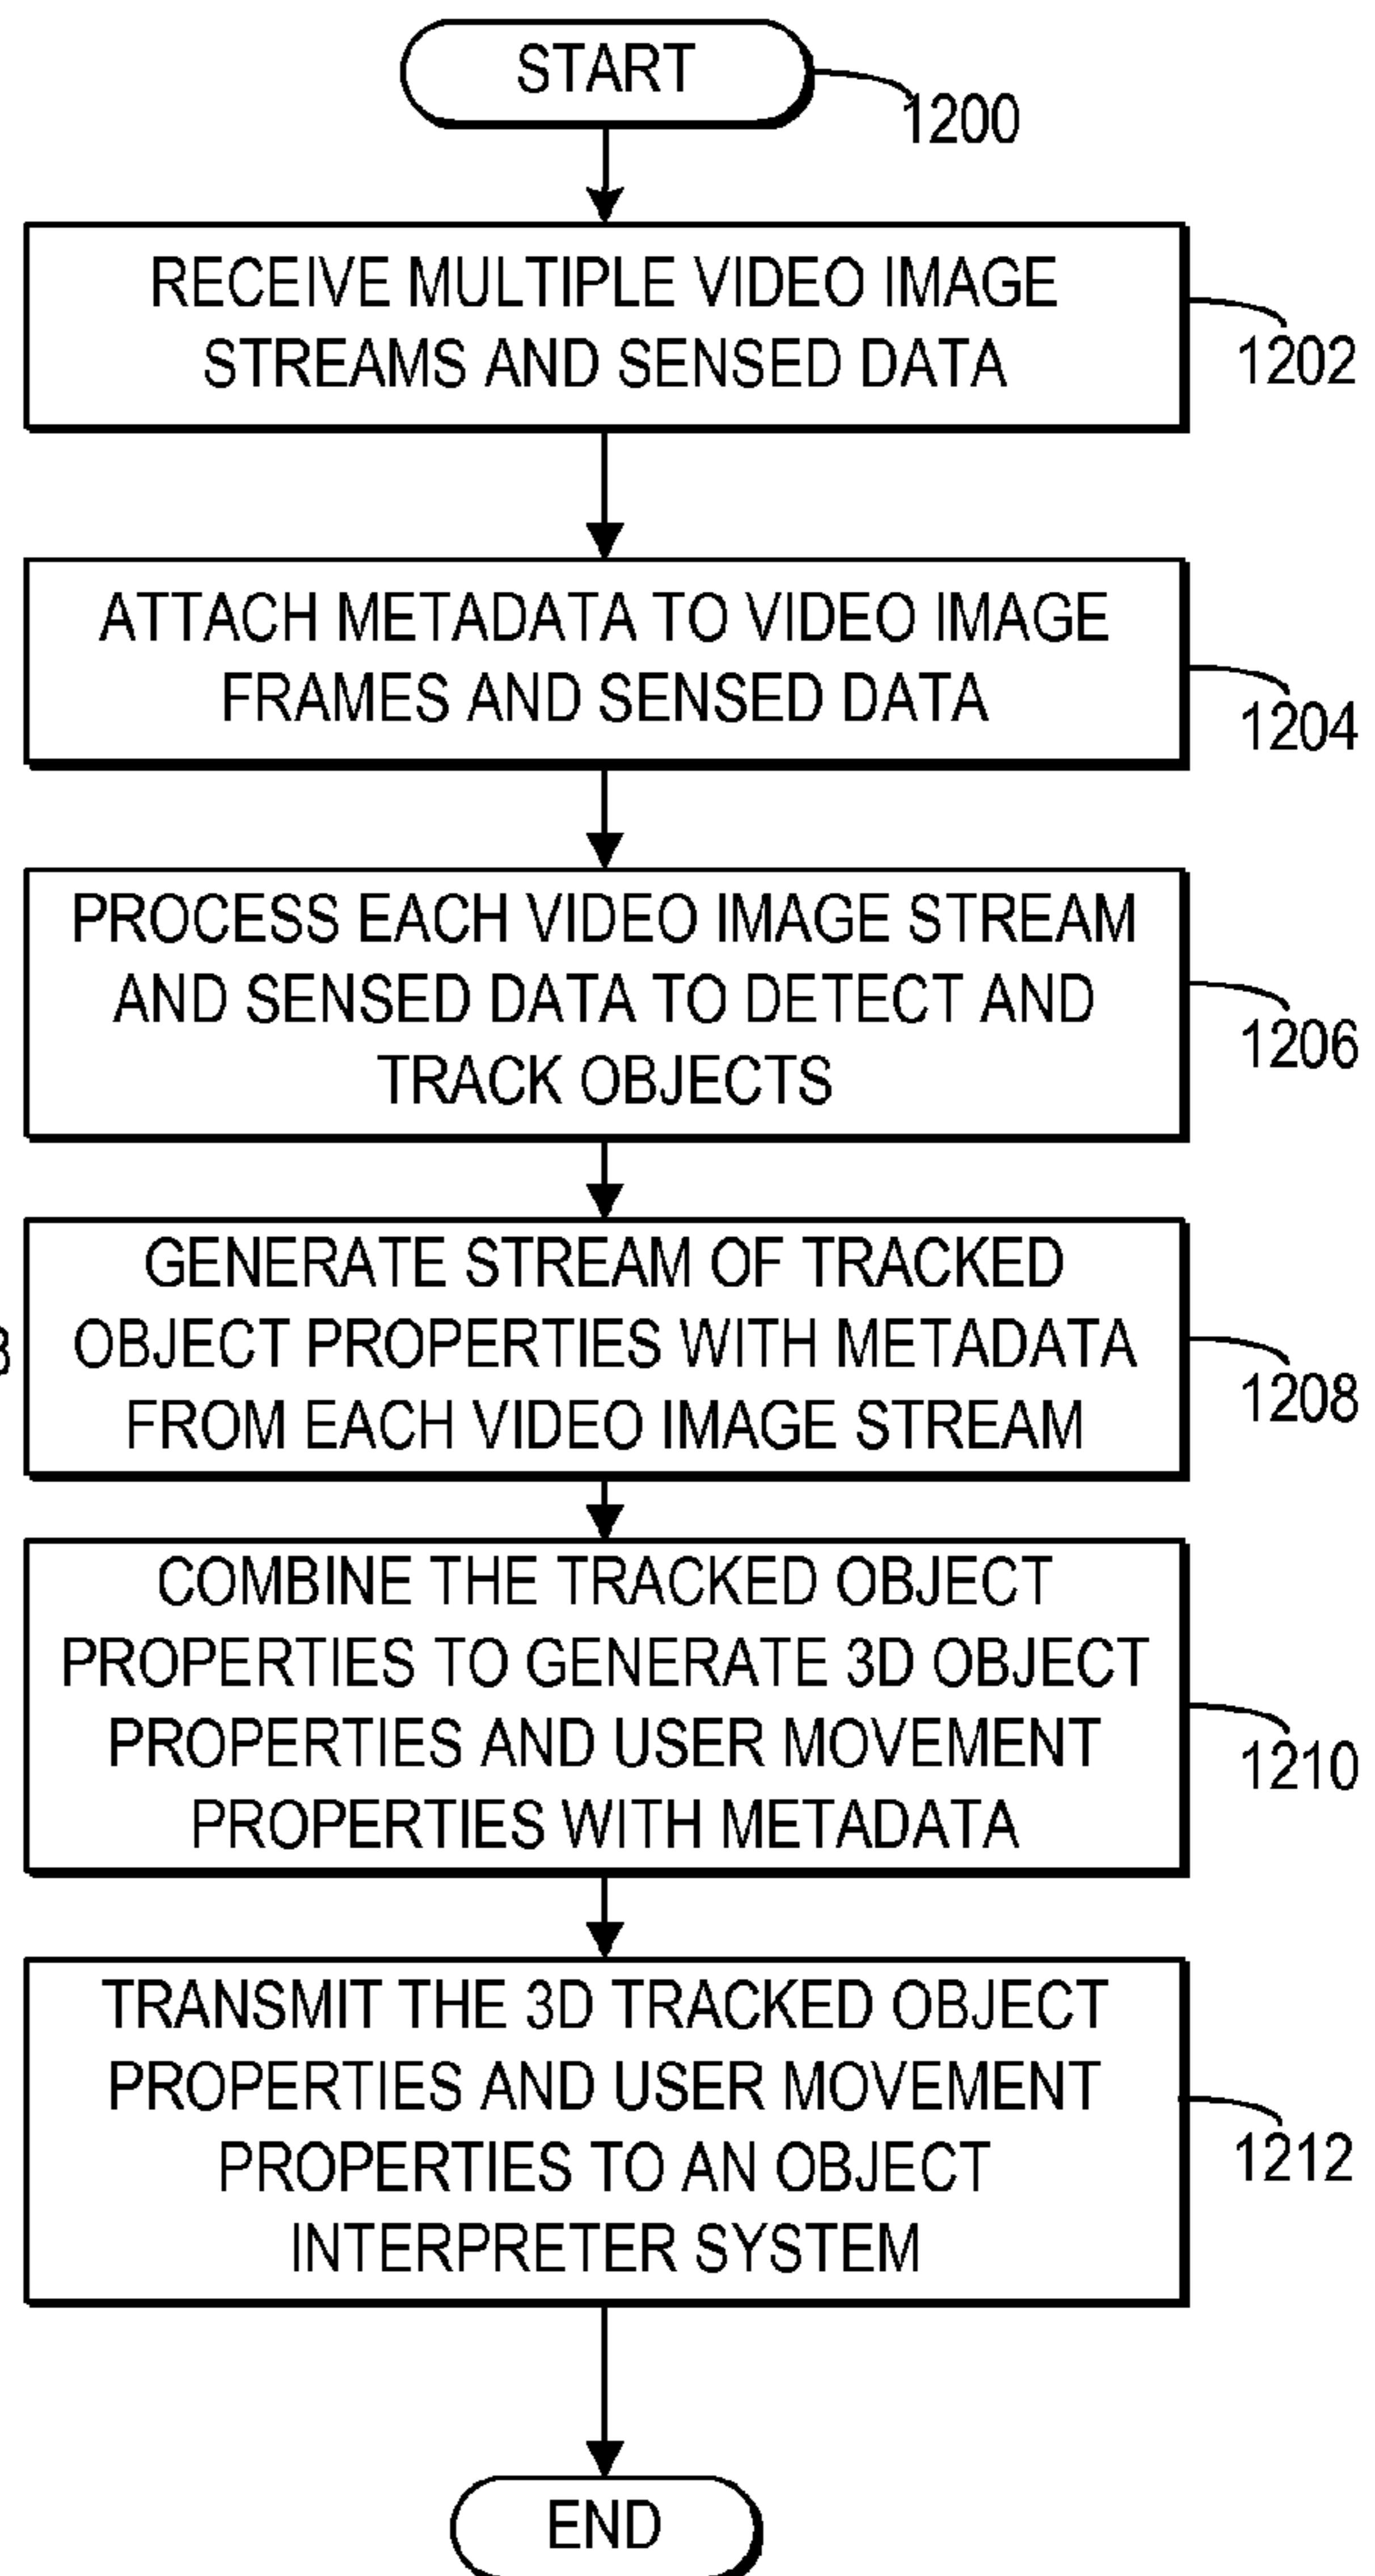 START
1200
RECEIVE MULTIPLE VIDEO IMAGE
STREAMS AND SENSED DATA
1202
ATTACH METADATA TO VIDEO IMAGE
FRAMES AND SENSED DATA
1204
PROCESS EACH VIDEO IMAGE STREAM
AND SENSED DATA TO DETECT AND
TRACK OBJECTS
1206
GENERATE STREAM OF TRACKED
OBJECT PROPERTIES WITH METADATA
FROM EACH VIDEO IMAGE STREAM
1208
COMBINE THE TRACKED OBJECT
PROPERTIES TO GENERATE 3D OBJECT
PROPERTIES AND USER MOVEMENT
PROPERTIES WITH METADATA
1210
TRANSMIT THE 3D TRACKED OBJECT
PROPERTIES AND USER MOVEMENT
PROPERTIES TO AN OBJECT
INTERPRETER SYSTEM
1212
END